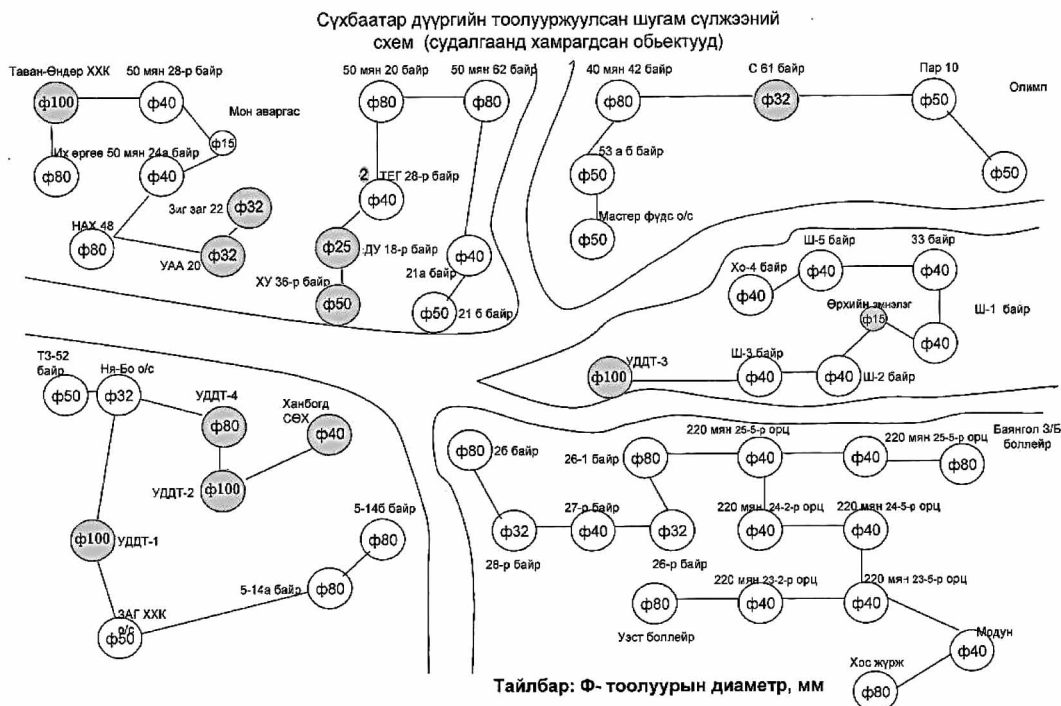 Сүхбаатар дүүргийн тоолууржуулсан шугам сүлжээний
схем (судалгаанд хамрагдсан обьектууд)
Таван-Өндөр ХХК
50 мян 28-р байр
ф100
ф40
Мон аваргас
ф15
Их өргөө
50 мян 24а байр
ф80
ф40
Зиг заг 22
ф32
НАХ 48
ф80
ф32
УАА 20
50 мян 20 байр
50 мян 62 байр
ф80
ф80
2
ТЕГ 28-р байр
ф40
ф25
ДУ 18-р байр
ф40
21а байр
ХУ 36-р байр
ф50
ф50
21 б байр
40 мян 42 байр
С 61 байр
Пар 10
Олимп
ф80
ф32
ф50
53 а б байр
ф50
ф50
Мастер фудс о/с
ф50
Ш-5 байр
33 байр
Хо-4 байр
ф40
ф40
ф40
Өрхийн эмнэлэг
ф15
Ш-1 байр
ф40
УДДТ-3
ф100
Ш-3 байр
ф40
ф40
Ш-2 байр
ТЗ-52
байр
Ня-Бо о/с
ф50
ф32
УДДТ-4
ф80
Ханбогд
СӨХ
ф40
УДДТ-2
ф100
ф100
УДДТ-1
5-14б байр
ф80
5-14а байр
ф80
ЗАГ ХХК
о/с
ф50
ф80
26 байр
26-1 байр
ф80
220 мян 25-5-р орц
ф40
ф40
220 мян 25-5-р орц
ф80
Баянгол З/Б
боллейр
ф32
28-р байр
27-р байр
ф40
ф32
26-р байр
220 мян 24-2-р орц
ф40
220 мян 24-5-р орц
ф40
220 мян 23-2-р орц
220 мян 23-5-р орц
ф80
ф40
ф40
Уэст боллейр
Модун
ф40
Хос жүрж
ф80
Тайлбар: Ф- тоолуурын диаметр, мм